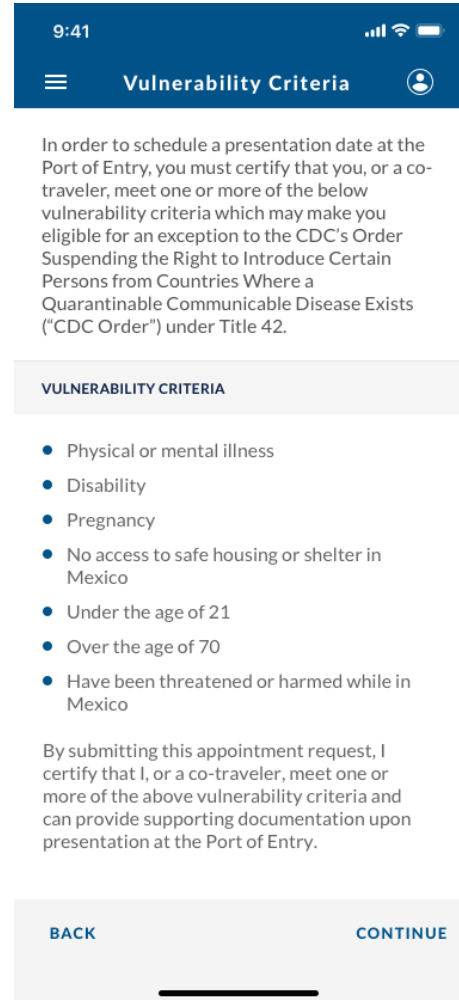 9:41
Vulnerability Criteria
In order to schedule a presentation date at the
Port of Entry, you must certify that you, or a co-
traveler, meet one or more of the below
vulnerability criteria which may make you
eligible for an exception to the CDC's Order
Suspending the Right to Introduce Certain
Persons from Countries Where a
Quarantinable Communicable Disease Exists
(“CDC Order”) under Title 42.
VULNERABILITY CRITERIA
• Physical or mental illness
• Disability
• Pregnancy
• No access to safe housing or shelter in
Mexico
• Under the age of 21
• Over the age of 70
• Have been threatened or harmed while in
Mexico
By submitting this appointment request, I
certify that I, or a co-traveler, meet one or
more of the above vulnerability criteria and
can provide supporting documentation upon
presentation at the Port of Entry.
BACK
CONTINUE